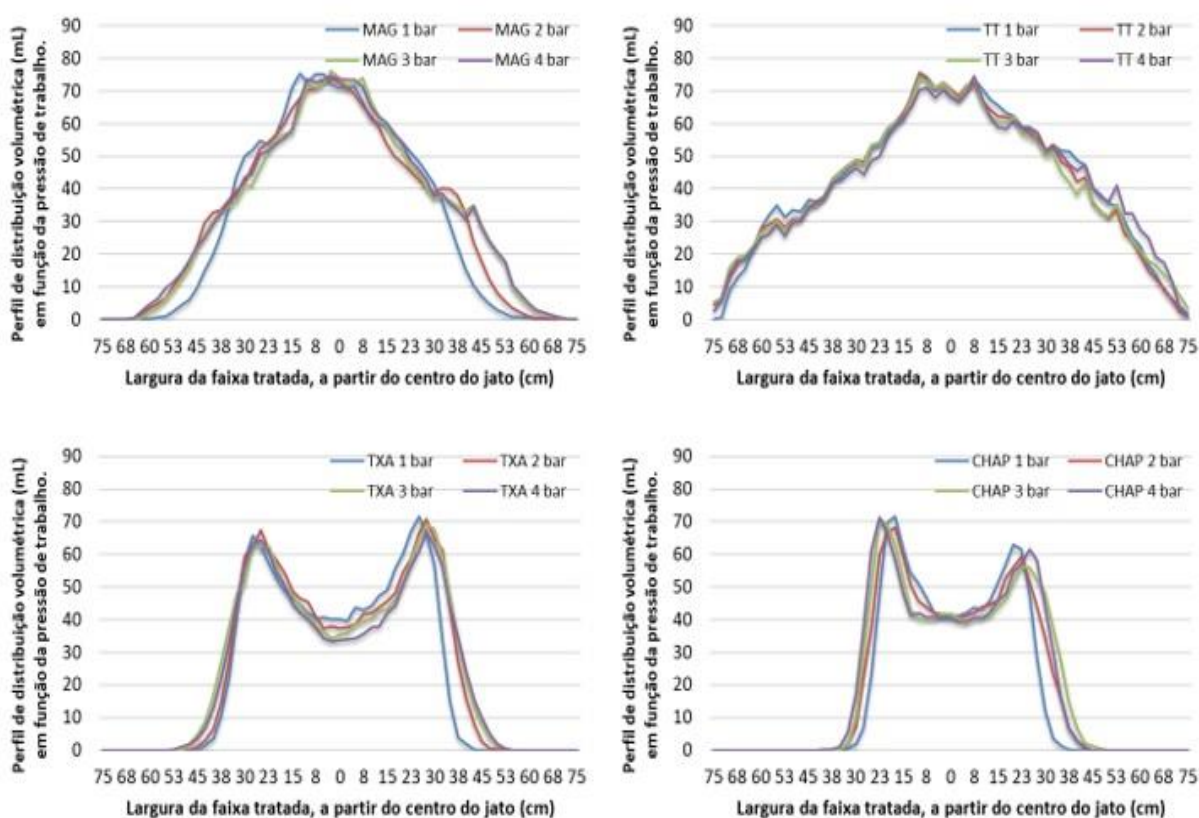 Perfil de distribuição volumétrica (mL)
em função da pressão de trabalho.
90
80
70
60
50
40
30
20
10
0
MAG 1 bar MAG 2 bar
MAG 3 bar MAG 4 bar
75 68 60 53 45 38 30 23 15 8 0 8 15 23 30 38 45 53 60 68 75
Largura da faixa tratada, a partir do centro do jato (cm)
Perfil de distribuição volumétrica (mL)
em função da pressão de trabalho.
90
80
70
60
50
40
30
20
10
0
TT 1 bar TT 2 bar
TT 3 bar TT 4 bar
75 68 60 53 45 38 30 23 15 8 0 8 15 23 30 38 45 53 60 68 75
Largura da faixa tratada, a partir do centro do jato (cm)
Perfil de distribuição volumétrica (mL)
em função da pressão de trabalho.
90
80
70
60
50
40
30
20
10
0
TXA 1 bar TXA 2 bar
TXA 3 bar TXA 4 bar
75 68 60 53 45 38 30 23 15 8 0 8 15 23 30 38 45 53 60 68 75
Largura da faixa tratada, a partir do centro do jato (cm)
Perfil de distribuição volumétrica (mL)
em função da pressão de trabalho.
90
80
70
60
50
40
30
20
10
0
CHAP 1 bar CHAP 2 bar
CHAP 3 bar CHAP 4 bar
75 68 60 53 45 38 30 23 15 8 0 8 15 23 30 38 45 53 60 68 75
Largura da faixa tratada, a partir do centro do jato (cm)